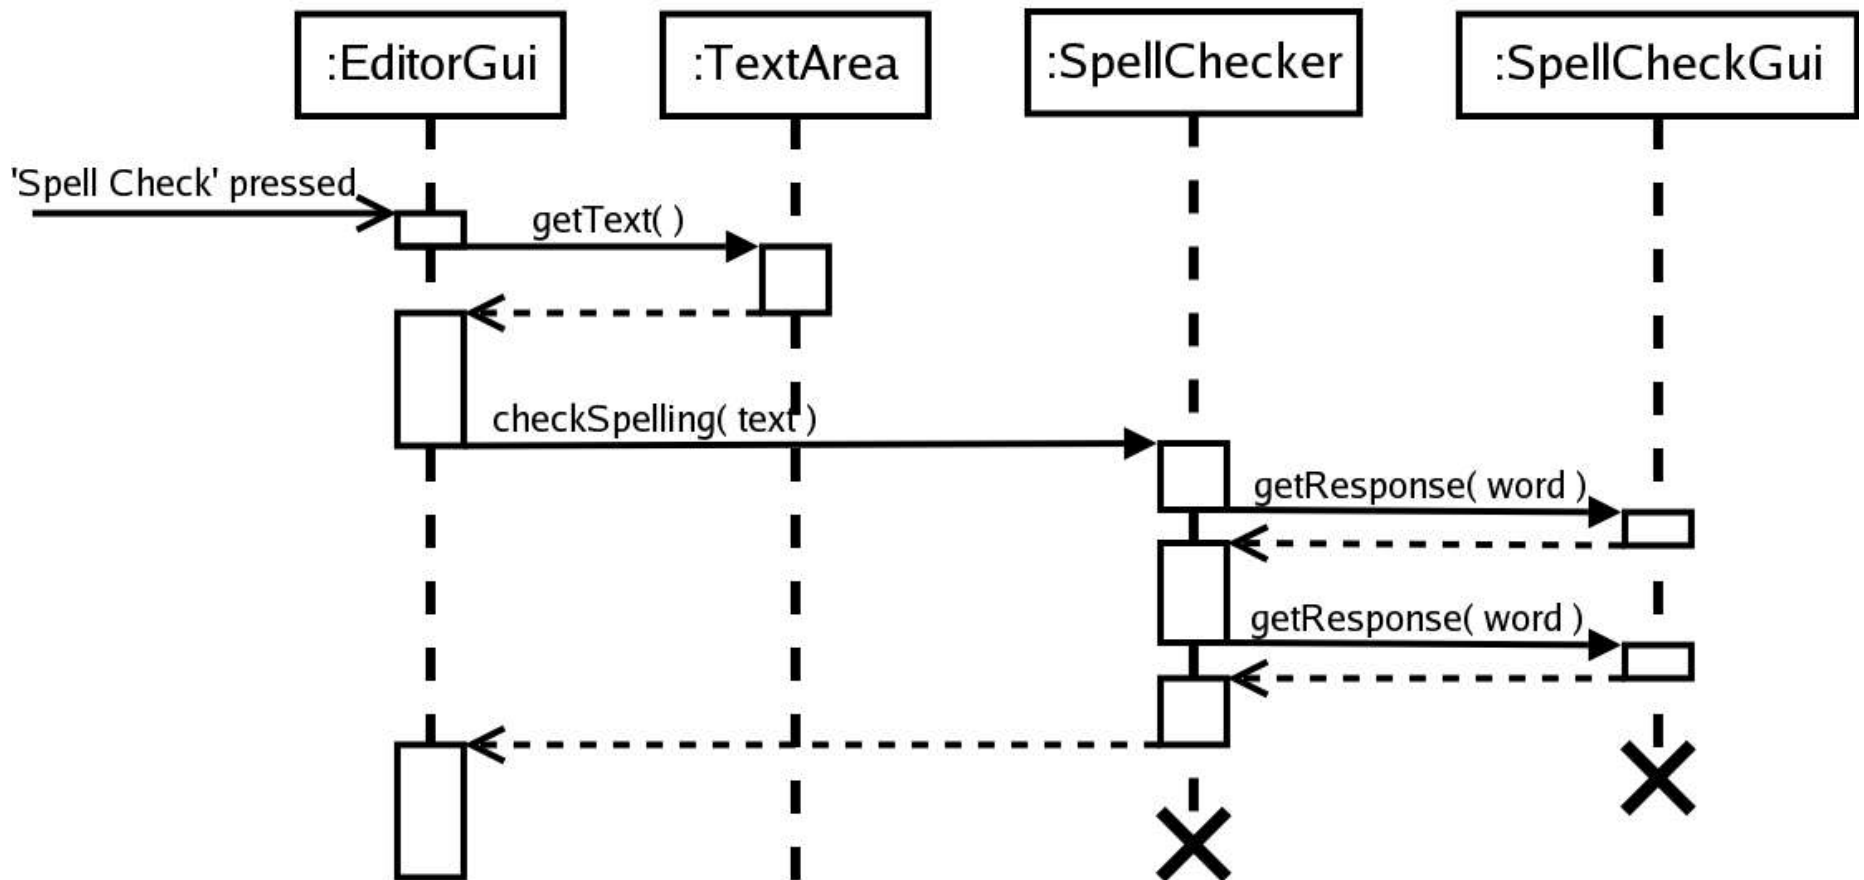 :EditorGui
:TextArea
:SpellChecker
:SpellCheckGui
'Spell Check' pressed
getText( )
checkSpelling( text )
getResponse( word )
getResponse( word )